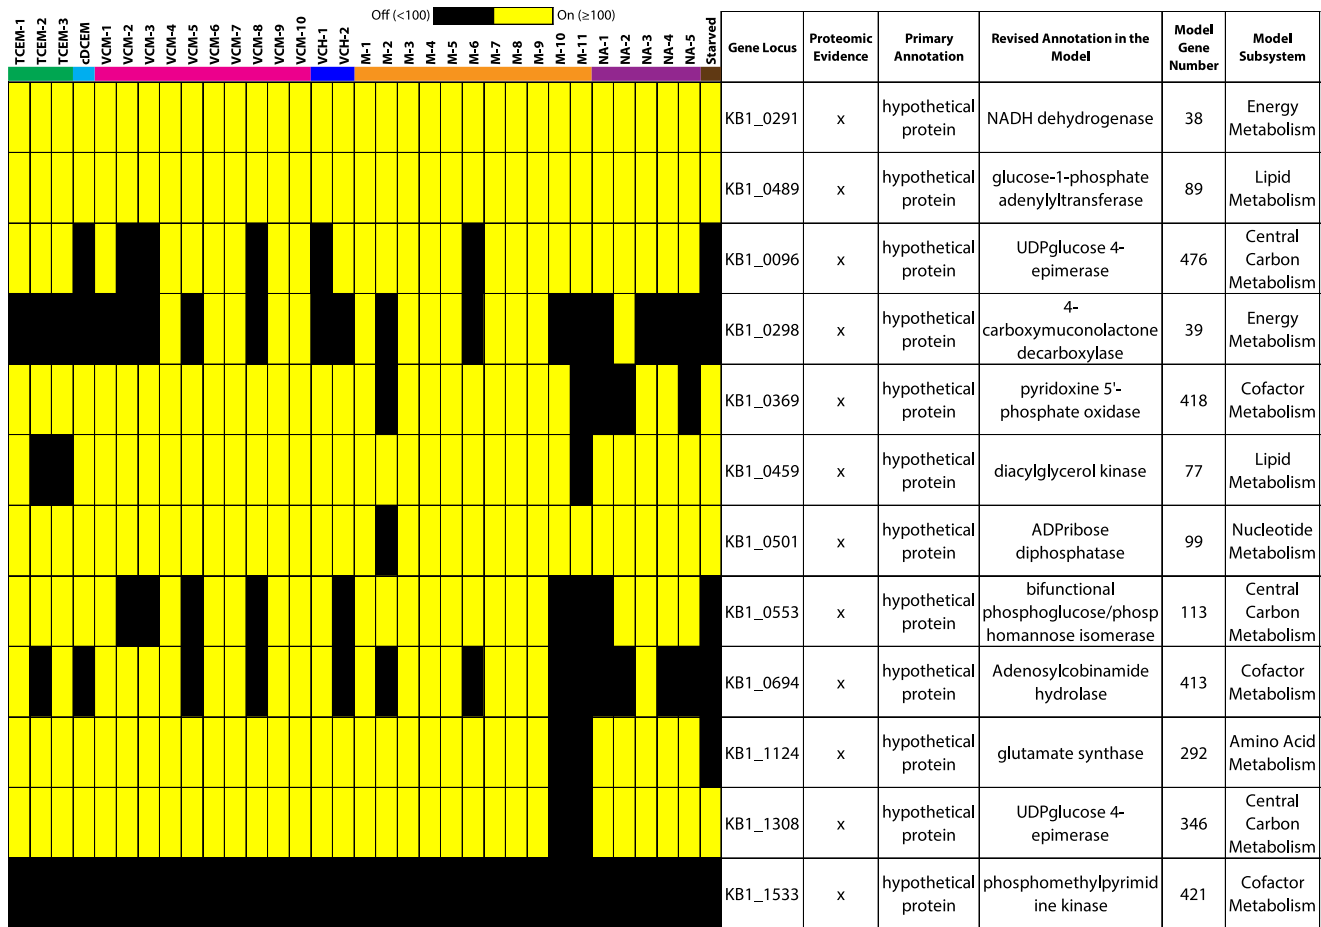 Off (<100) On (≥100)
TCEM-1
TCEM-2
TCEM-3
cDCEM
VCM-1
VCM-2
VCM-3
VCM-4
VCM-5
VCM-6
VCM-7
VCM-8
VCM-9
VCM-10
VCH-1
VCH-2
M-1
M-2
M-3
M-4
M-5
M-6
M-7
M-8
M-9
M-10
M-11
NA-1
NA-2
NA-3
NA-4
NA-5
Starved
Gene Locus
Proteomic
Evidence
Primary
Annotation
Revised Annotation in the
Model
Model
Gene
Number
Model
Subsystem
KB1_0291
x
hypothetical
protein
NADH dehydrogenase
38
Energy
Metabolism
KB1_0489
x
hypothetical
protein
glucose-1-phosphate
adenylyltransferase
89
Lipid
Metabolism
KB1_0096
x
hypothetical
protein
UDPglucose 4-
epimerase
476
Central
Carbon
Metabolism
KB1_0298
x
hypothetical
protein
4-
carboxymuconolactone
decarboxylase
39
Energy
Metabolism
KB1_0369
x
hypothetical
protein
pyridoxine 5'-
phosphate oxidase
418
Cofactor
Metabolism
KB1_0459
x
hypothetical
protein
diacylglycerol kinase
77
Lipid
Metabolism
KB1_0501
x
hypothetical
protein
ADPribose
diphosphatase
99
Nucleotide
Metabolism
KB1_0553
x
hypothetical
protein
bifunctional
phosphoglucose/phosp
homannose isomerase
113
Central
Carbon
Metabolism
KB1_0694
x
hypothetical
protein
Adenosylcobinamide
hydrolase
413
Cofactor
Metabolism
KB1_1124
x
hypothetical
protein
glutamate synthase
292
Amino Acid
Metabolism
KB1_1308
x
hypothetical
protein
UDPglucose 4-
epimerase
346
Central
Carbon
Metabolism
KB1_1533
x
hypothetical
protein
phosphomethylpyrimid
ine kinase
421
Cofactor
Metabolism